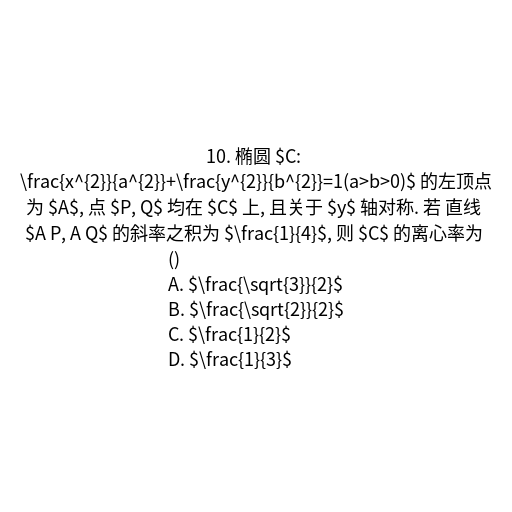 10. 椭圆 $C:
\frac{x^{2}}{a^{2}}+\frac{y^{2}}{b^{2}}=1(a>b>0)$ 的左顶点
为 $A$, 点 $P, Q$ 均在 $C$ 上, 且关于 $y$ 轴对称. 若 直线
$A P, A Q$ 的斜率之积为 $\frac{1}{4}$, 则 $C$ 的离心率为
()
A. $\frac{\sqrt{3}}{2}$
B. $\frac{\sqrt{2}}{2}$
C. $\frac{1}{2}$
D. $\frac{1}{3}$